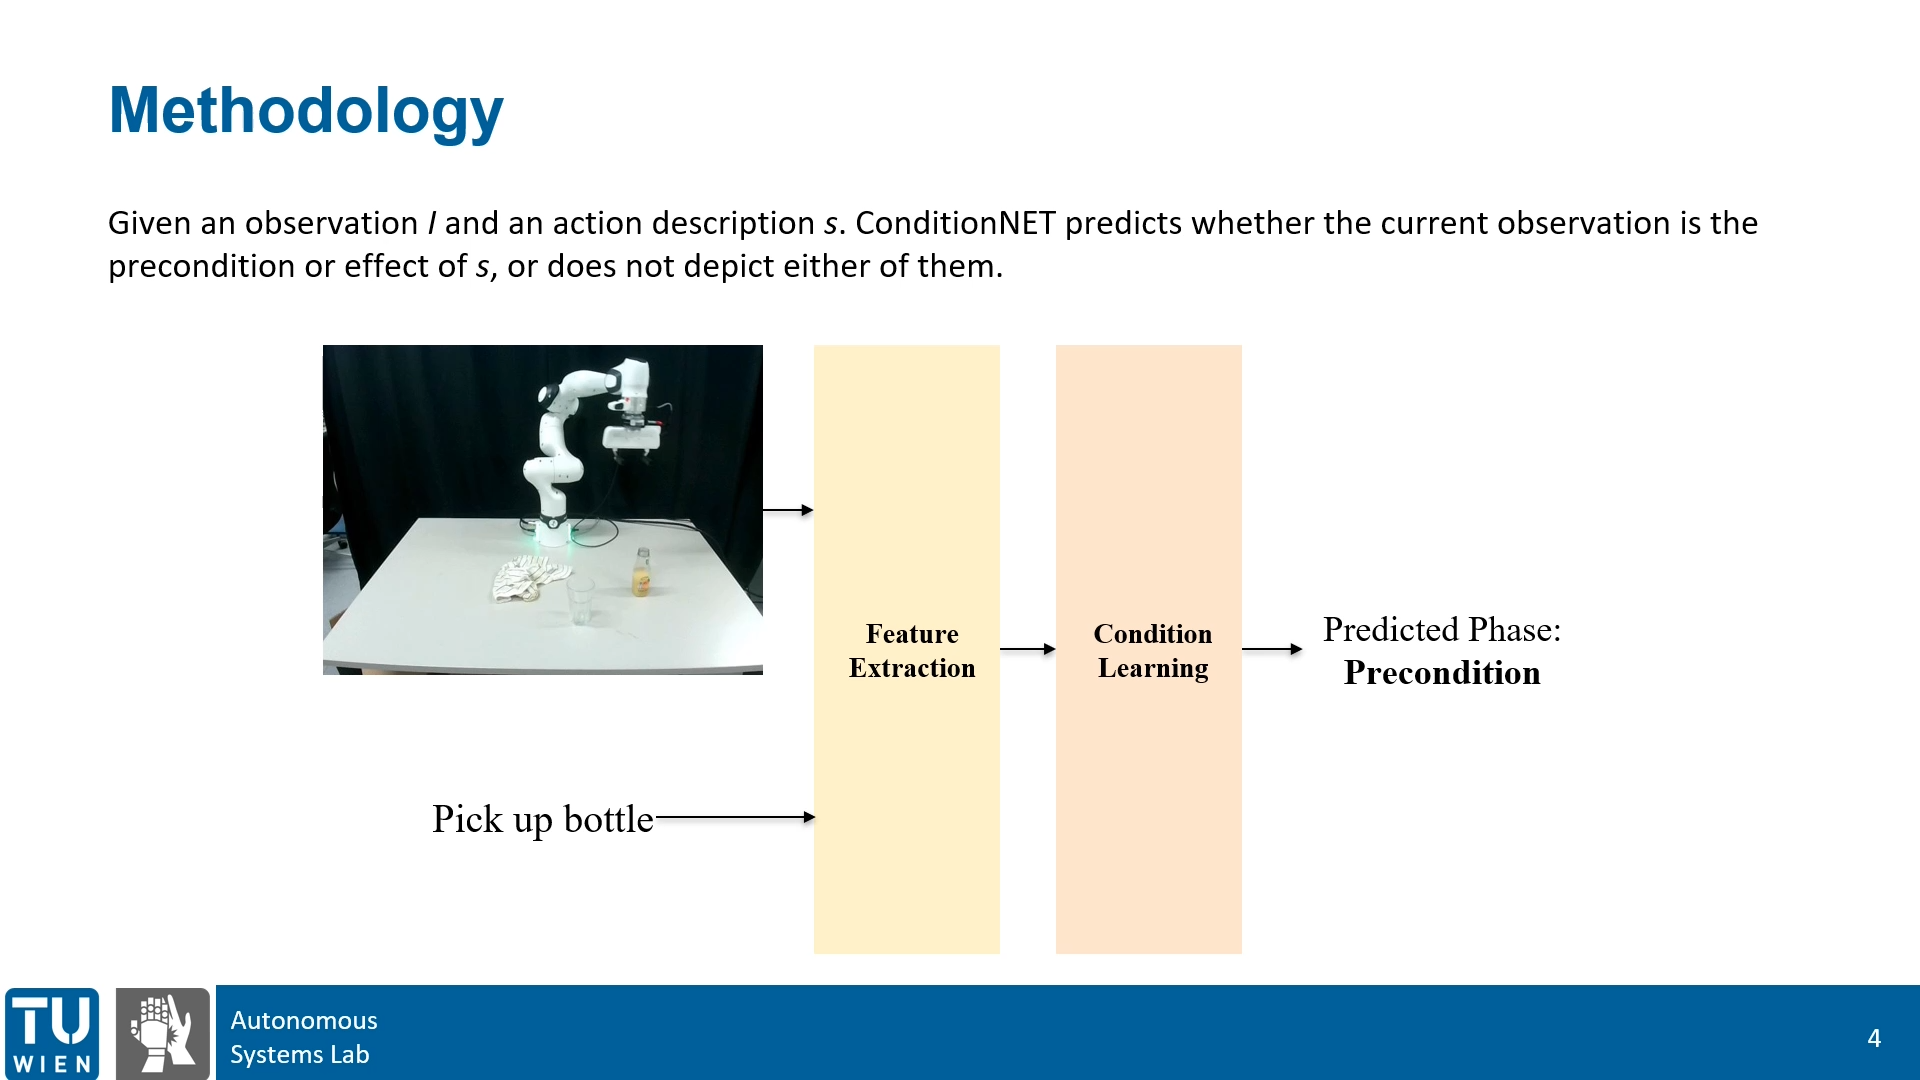 Methodology
Given an observation I and an action description s. ConditionNET predicts whether the current observation is the
precondition or effect of s, or does not depict either of them.
Feature
Extraction
Condition
Learning
Predicted Phase:
Precondition
Pick up bottle
TU
WIEN
Autonomous
Systems Lab
4